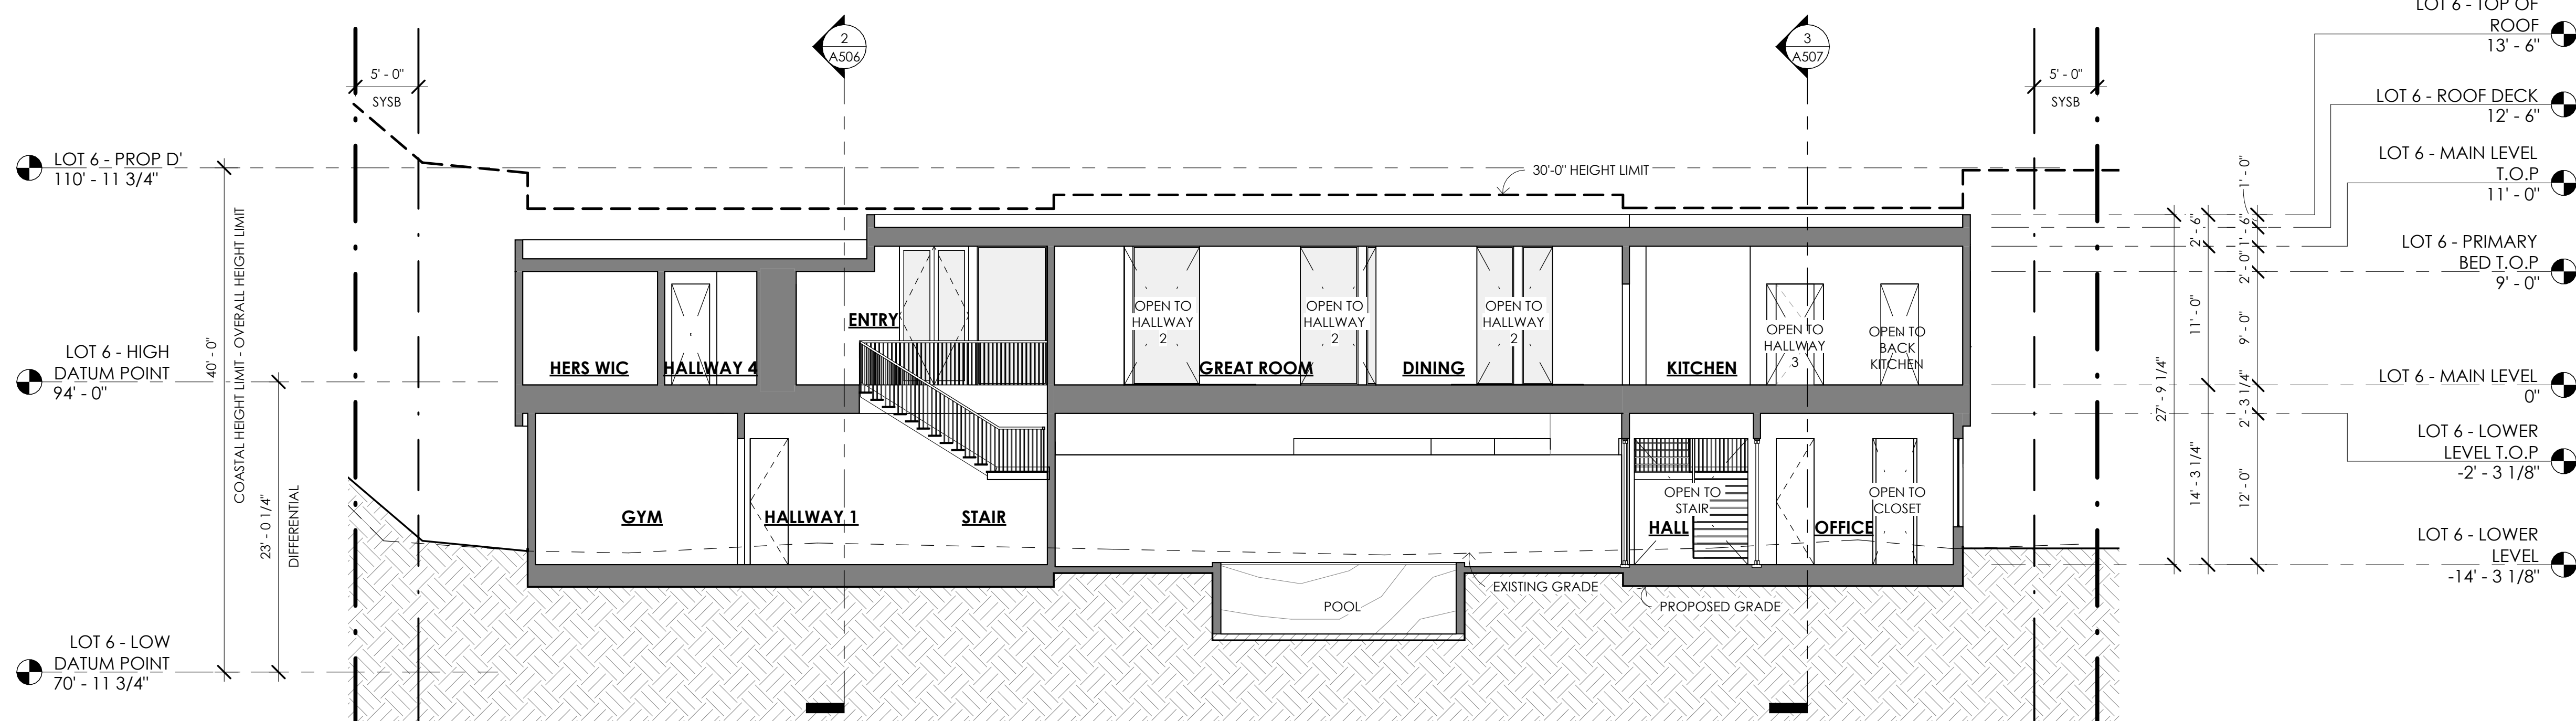 LOT 6 - TOP OF
ROOF
13' - 6"
2
A506
3
A507
5' - 0"
SYSB
5' - 0"
SYSB
LOT 6 - ROOF DECK
12' - 6"
LOT 6 - PROP D'
110' - 11 3/4"
30'-0" HEIGHT LIMIT
LOT 6 - MAIN LEVEL
T.O.P
11' - 0"
1' - 0"
2' - 6"
1' - 6"
2' - 0"
LOT 6 - PRIMARY
BED T.O.P
9' - 0"
COASTAL HEIGHT LIMIT - OVERALL HEIGHT LIMIT
40' - 0"
ENTRY
OPEN TO
HALLWAY
2
OPEN TO
HALLWAY
2
OPEN TO
HALLWAY
2
OPEN TO
HALLWAY
3
OPEN TO
BACK
KITCHEN
11' - 0"
9' - 0"
LOT 6 - HIGH
DATUM POINT
94' - 0"
HERS WIC
HALLWAY 4
GREAT ROOM
DINING
KITCHEN
LOT 6 - MAIN LEVEL
0"
27' - 9 1/4"
2' - 3 1/4"
LOT 6 - LOWER
LEVEL T.O.P
-2' - 3 1/8"
14' - 3 1/4"
12' - 0"
23' - 0 1/4"
DIFFERENTIAL
GYM
HALLWAY 1
STAIR
OPEN TO
STAIR
HALL
OFFICE
OPEN TO
CLOSET
LOT 6 - LOWER
LEVEL
-14' - 3 1/8"
EXISTING GRADE
POOL
PROPOSED GRADE
LOT 6 - LOW
DATUM POINT
70' - 11 3/4"